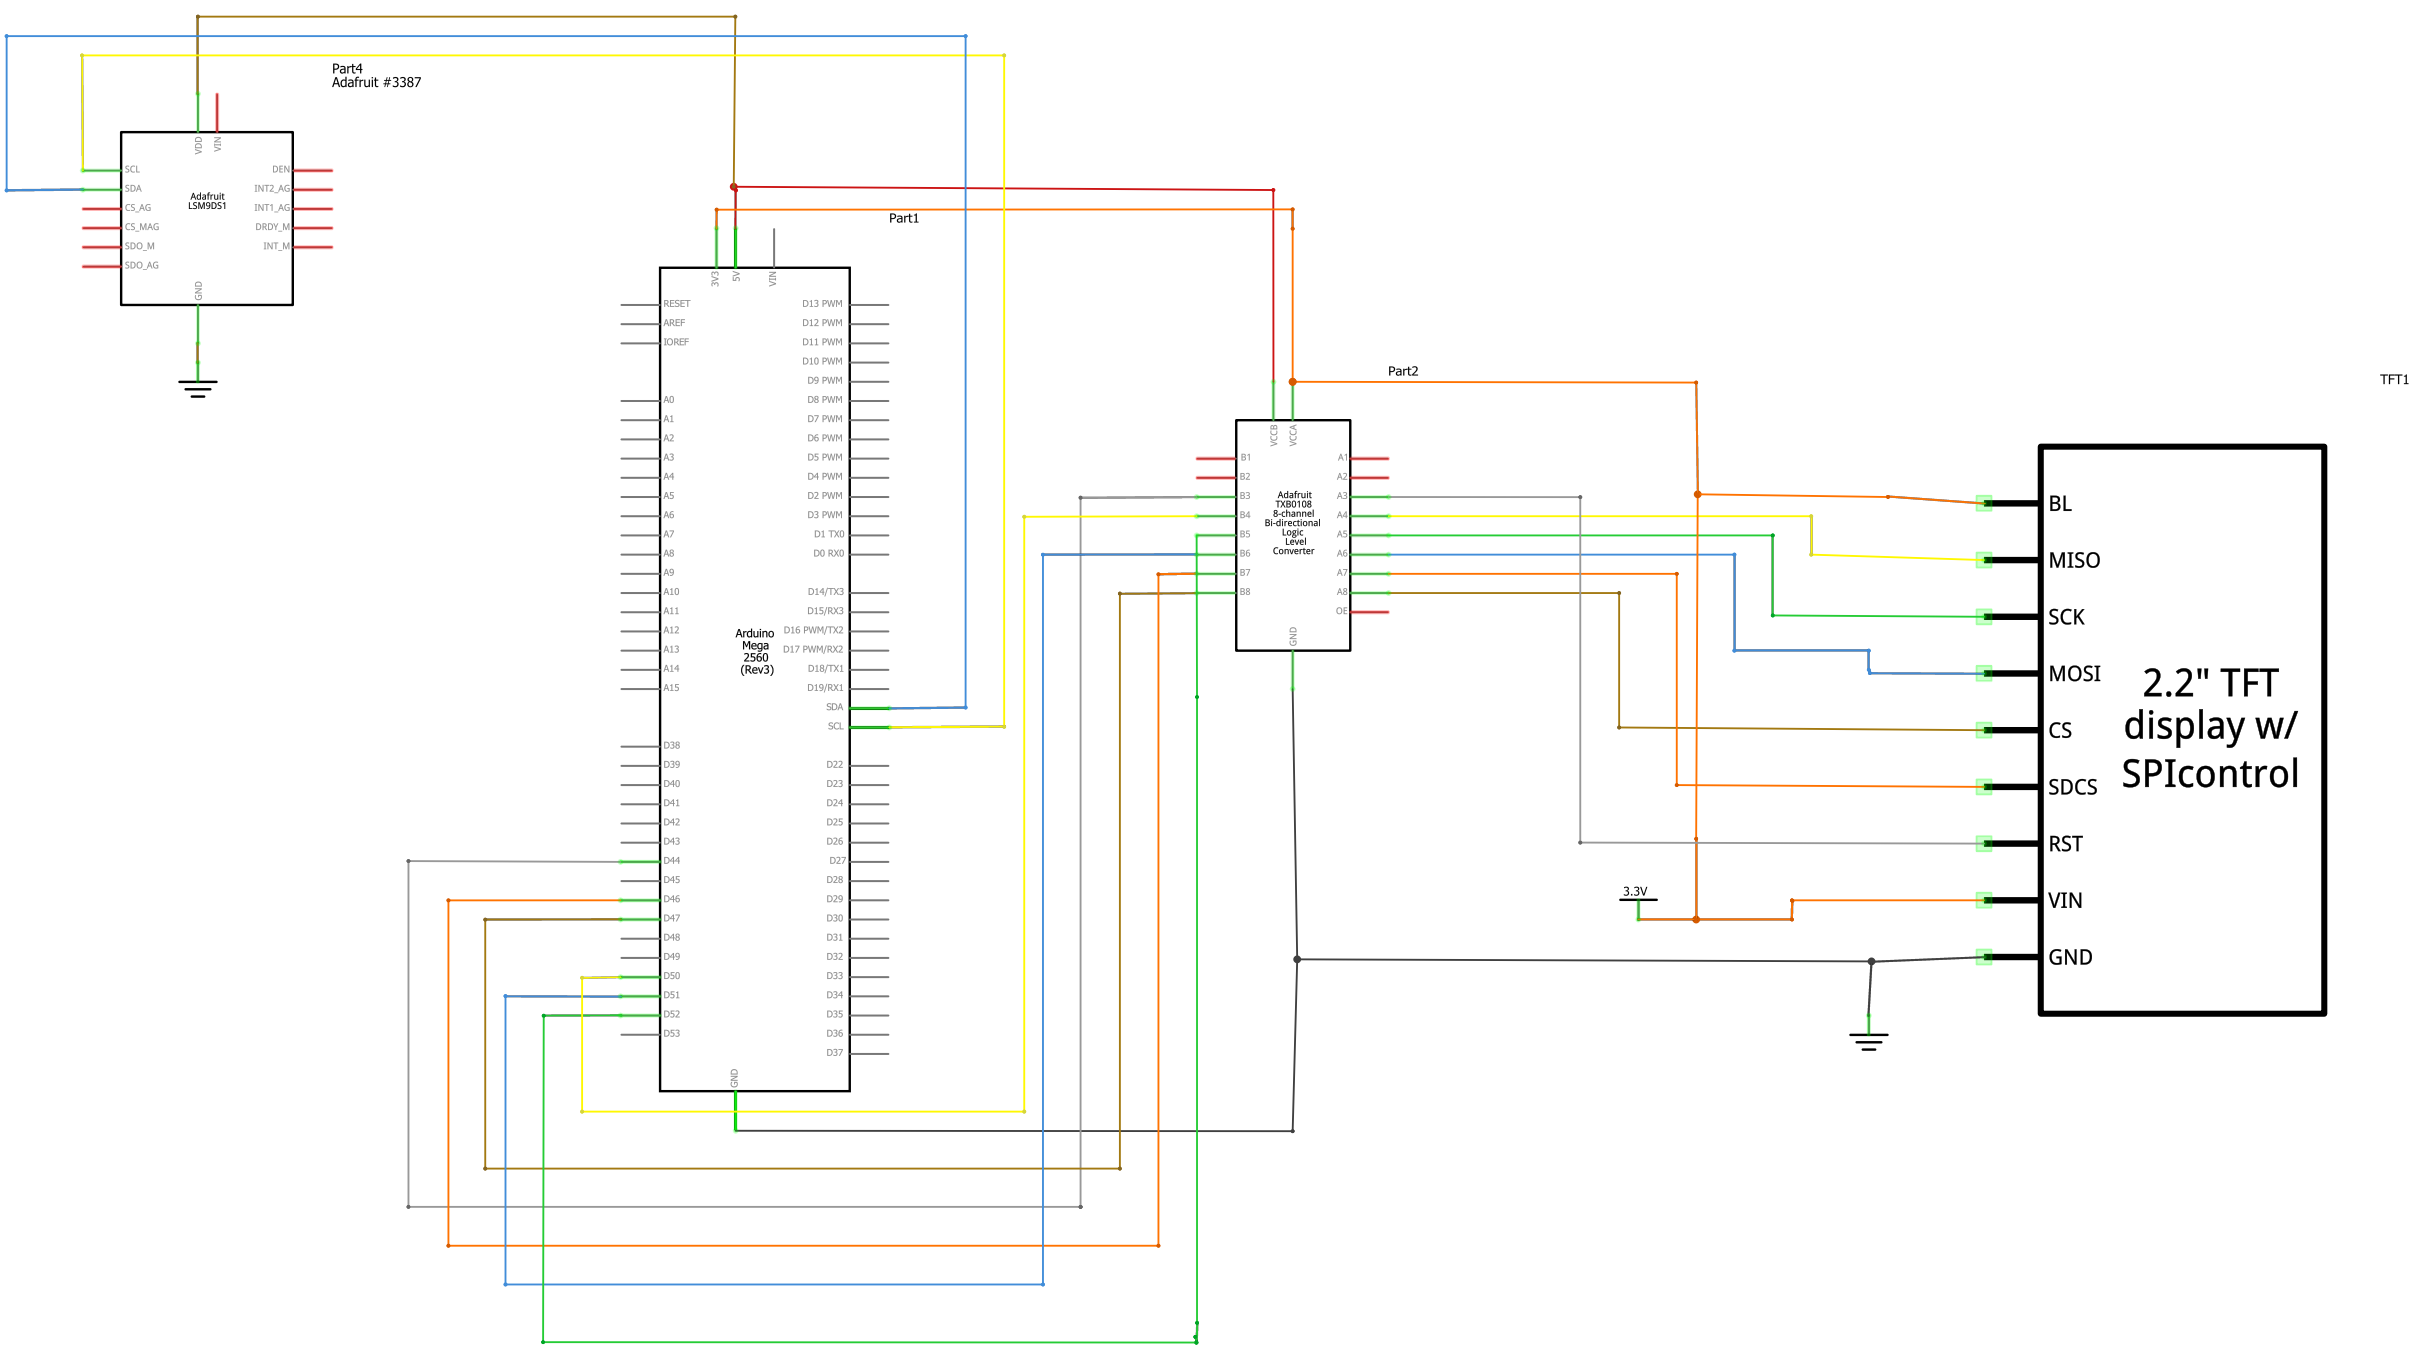 Part4
Adafruit #3387
VDD
VIN
SCL
SDA
CS_AG
CS_MAG
SDO_M
SDO_AG
Adafruit
LSM9DS1
DEN
INT2_AG
INT1_AG
DRDY_M
INT_M
GND
Part1
3V3
5V
VIN
RESET
AREF
IOREF
A0
A1
A2
A3
A4
A5
A6
A7
A8
A9
A10
A11
A12
A13
A14
A15
D38
D39
D40
D41
D42
D43
D44
D45
D46
D47
D48
D49
D50
D51
D52
D53
Arduino
Mega
2560
(Rev3)
D13 PWM
D12 PWM
D11 PWM
D10 PWM
D9 PWM
D8 PWM
D7 PWM
D6 PWM
D5 PWM
D4 PWM
D2 PWM
D3 PWM
D1 TX0
D0 RX0
D14/TX3
D15/RX3
D16 PWM/TX2
D17 PWM/RX2
D18/TX1
D19/RX1
SDA
SCL
D22
D23
D24
D25
D26
D27
D28
D29
D30
D31
D32
D33
D34
D35
D36
D37
GND
Part2
VCCB
VCCA
B1
B2
B3
B4
B5
B6
B7
B8
Adafruit
TXB0108
8-channel
Bi-directional
Logic
Level
Converter
A1
A2
A3
A4
A5
A6
A7
A8
OE
GND
3.3V
TFT1
BL
MISO
SCK
MOSI
CS
SDCS
RST
VIN
GND
2.2" TFT
display w/
SPIcontrol